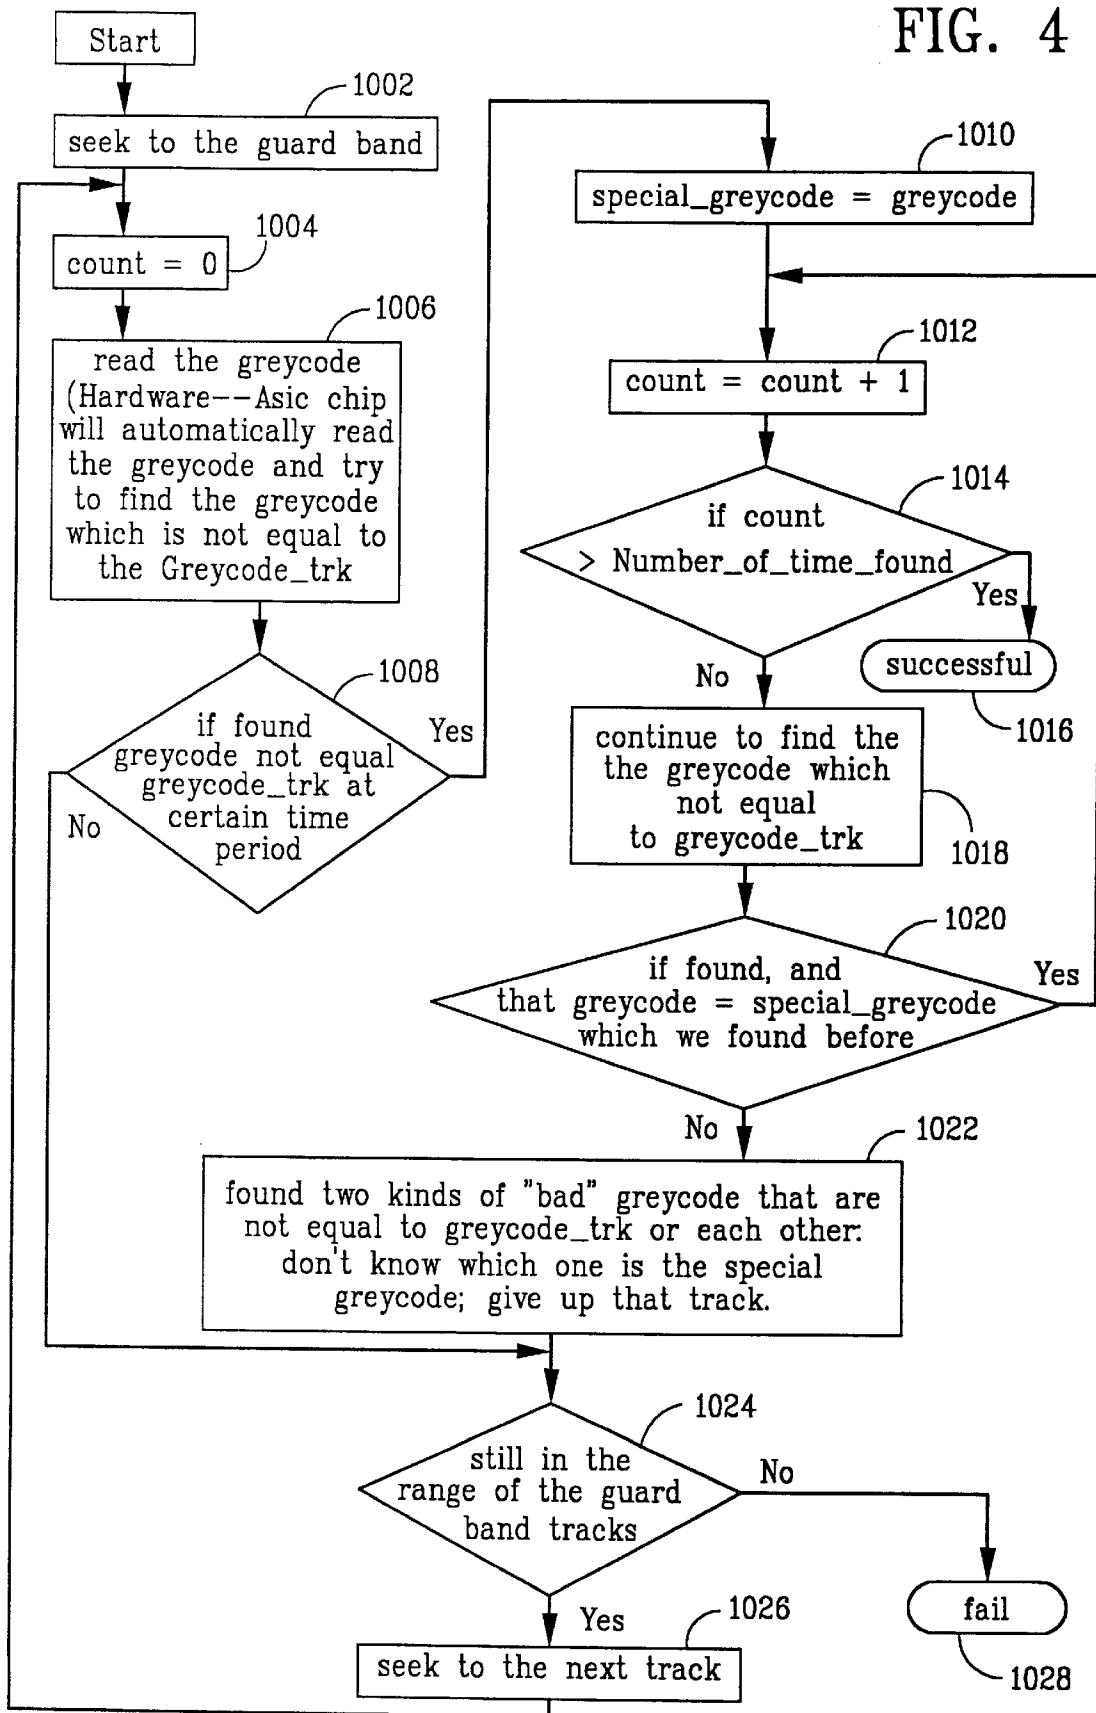 FIG. 4
Start
1002
seek to the guard band
1004
count = 0
1006
read the greycode
(Hardware--Asic chip
will automatically read
the greycode and try
to find the greycode
which is not equal to
the Greycode_trk
1008
if found
greycode not equal
greycode_trk at
certain time
period
Yes
No
1010
special_greycode = greycode
1012
count = count + 1
1014
if count
> Number_of_time_found
Yes
successful
1016
No
continue to find the
the greycode which
not equal
to greycode_trk
1018
1020
if found, and
that greycode = special_greycode
which we found before
Yes
No
1022
found two kinds of "bad" greycode that are
not equal to greycode_trk or each other:
don't know which one is the special
greycode; give up that track.
1024
still in the
range of the guard
band tracks
No
fail
1028
Yes
1026
seek to the next track